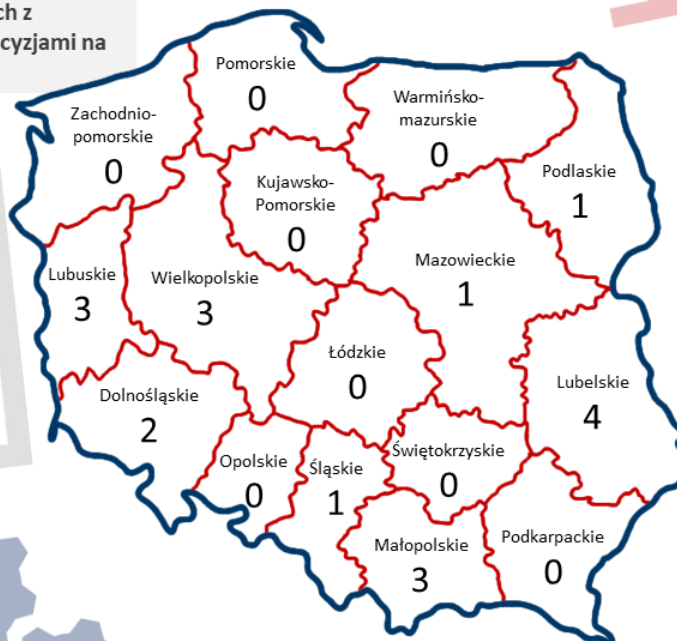 ch z
cyzjami na
Pomorskie
0
Zachodnio-
pomorskie
0
Warmińsko-
mazurskie
0
Podlaskie
1
Kujawsko-
Pomorskie
0
Mazowieckie
1
Lubuskie
3
Wielkopolskie
3
Łódzkie
0
Lubelskie
4
Dolnośląskie
2
Opolskie
0
Śląskie
1
Świętokrzyskie
0
Małopolskie
3
Podkarpackie
0